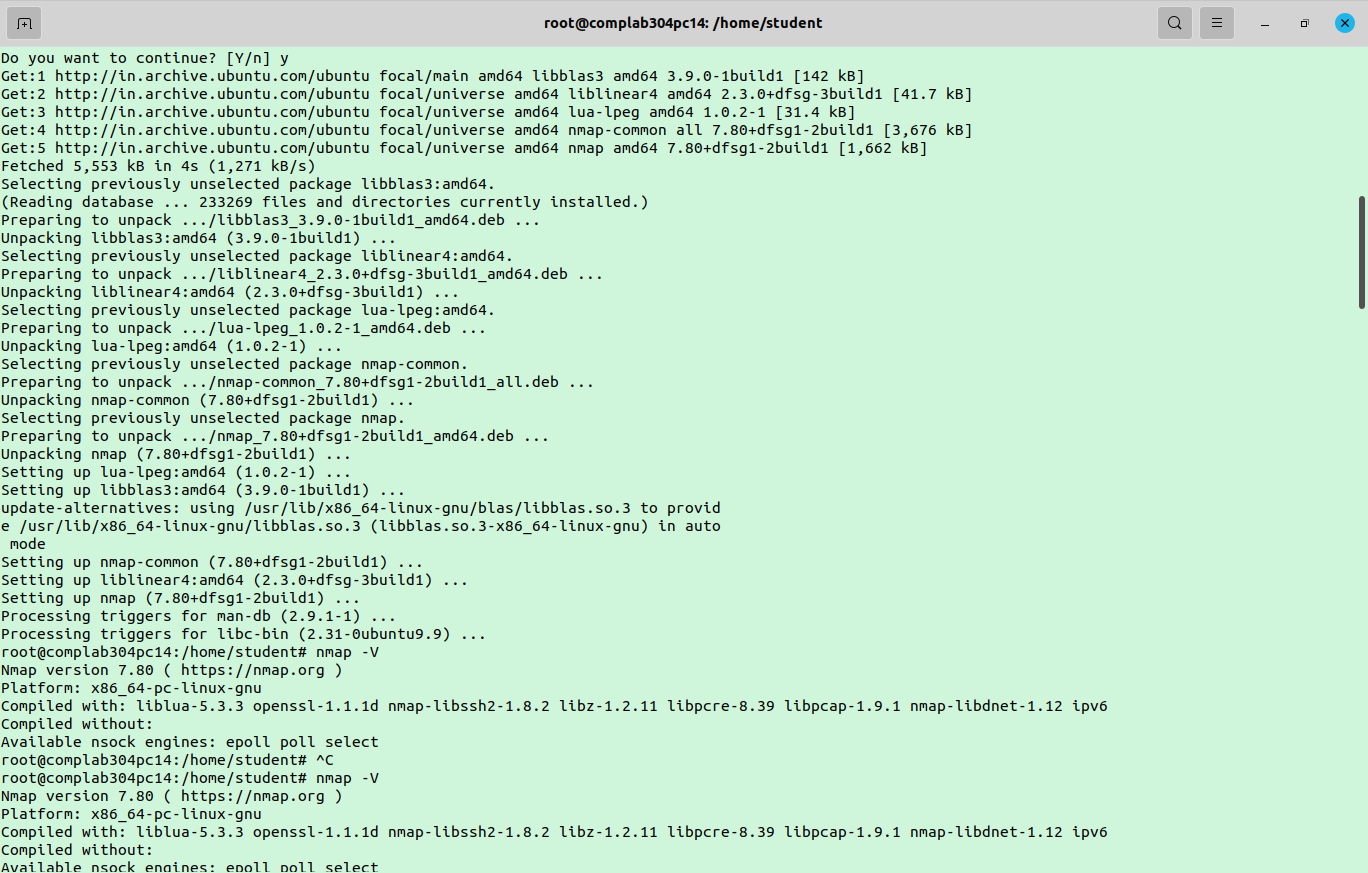 root@complab304pc14: /home/student
Do you want to continue? [Y/n] y
Get:1 http://in.archive.ubuntu.com/ubuntu focal/main amd64 libblas3 amd64 3.9.0-1build1 [142 kB]
Get:2 http://in.archive.ubuntu.com/ubuntu focal/universe amd64 liblinear4 amd64 2.3.0+dfsg-3build1 [41.7 kB]
Get:3 http://in.archive.ubuntu.com/ubuntu focal/universe amd64 lua-lpeg amd64 1.0.2-1 [31.4 kB]
Get:4 http://in.archive.ubuntu.com/ubuntu focal/universe amd64 nmap-common all 7.80+dfsg1-2build1 [3,676 kB]
Get:5 http://in.archive.ubuntu.com/ubuntu focal/universe amd64 nmap amd64 7.80+dfsg1-2build1 [1,662 kB]
Fetched 5,553 kB in 4s (1,271 kB/s)
Selecting previously unselected package libblas3:amd64.
(Reading database ... 233269 files and directories currently installed.)
Preparing to unpack .../libblas3_3.9.0-1build1_amd64.deb ...
Unpacking libblas3:amd64 (3.9.0-1build1) ...
Selecting previously unselected package liblinear4:amd64.
Preparing to unpack .../liblinear4_2.3.0+dfsg-3build1_amd64.deb ...
Unpacking liblinear4:amd64 (2.3.0+dfsg-3build1) ...
Selecting previously unselected package lua-lpeg:amd64.
Preparing to unpack .../lua-lpeg_1.0.2-1_amd64.deb ...
Unpacking lua-lpeg:amd64 (1.0.2-1) ...
Selecting previously unselected package nmap-common.
Preparing to unpack .../nmap-common_7.80+dfsg1-2build1_all.deb ...
Unpacking nmap-common (7.80+dfsg1-2build1) ...
Selecting previously unselected package nmap.
Preparing to unpack .../nmap_7.80+dfsg1-2build1_amd64.deb ...
Unpacking nmap (7.80+dfsg1-2build1) ...
Setting up lua-lpeg:amd64 (1.0.2-1) ...
Setting up libblas3:amd64 (3.9.0-1build1) ...
update-alternatives: using /usr/lib/x86_64-linux-gnu/blas/libblas.so.3 to provid
e /usr/lib/x86_64-linux-gnu/libblas.so.3 (libblas.so.3-x86_64-linux-gnu) in auto
 mode
Setting up nmap-common (7.80+dfsg1-2build1) ...
Setting up liblinear4:amd64 (2.3.0+dfsg-3build1) ...
Setting up nmap (7.80+dfsg1-2build1) ...
Processing triggers for man-db (2.9.1-1) ...
Processing triggers for libc-bin (2.31-0ubuntu9.9) ...
root@complab304pc14:/home/student# nmap -V
Nmap version 7.80 ( https://nmap.org )
Platform: x86_64-pc-linux-gnu
Compiled with: liblua-5.3.3 openssl-1.1.1d nmap-libssh2-1.8.2 libz-1.2.11 libpcre-8.39 libpcap-1.9.1 nmap-libdnet-1.12 ipv6
Compiled without:
Available nsock engines: epoll poll select
root@complab304pc14:/home/student# ^C
root@complab304pc14:/home/student# nmap -V
Nmap version 7.80 ( https://nmap.org )
Platform: x86_64-pc-linux-gnu
Compiled with: liblua-5.3.3 openssl-1.1.1d nmap-libssh2-1.8.2 libz-1.2.11 libpcre-8.39 libpcap-1.9.1 nmap-libdnet-1.12 ipv6
Compiled without:
Available nsock engines: epoll poll select